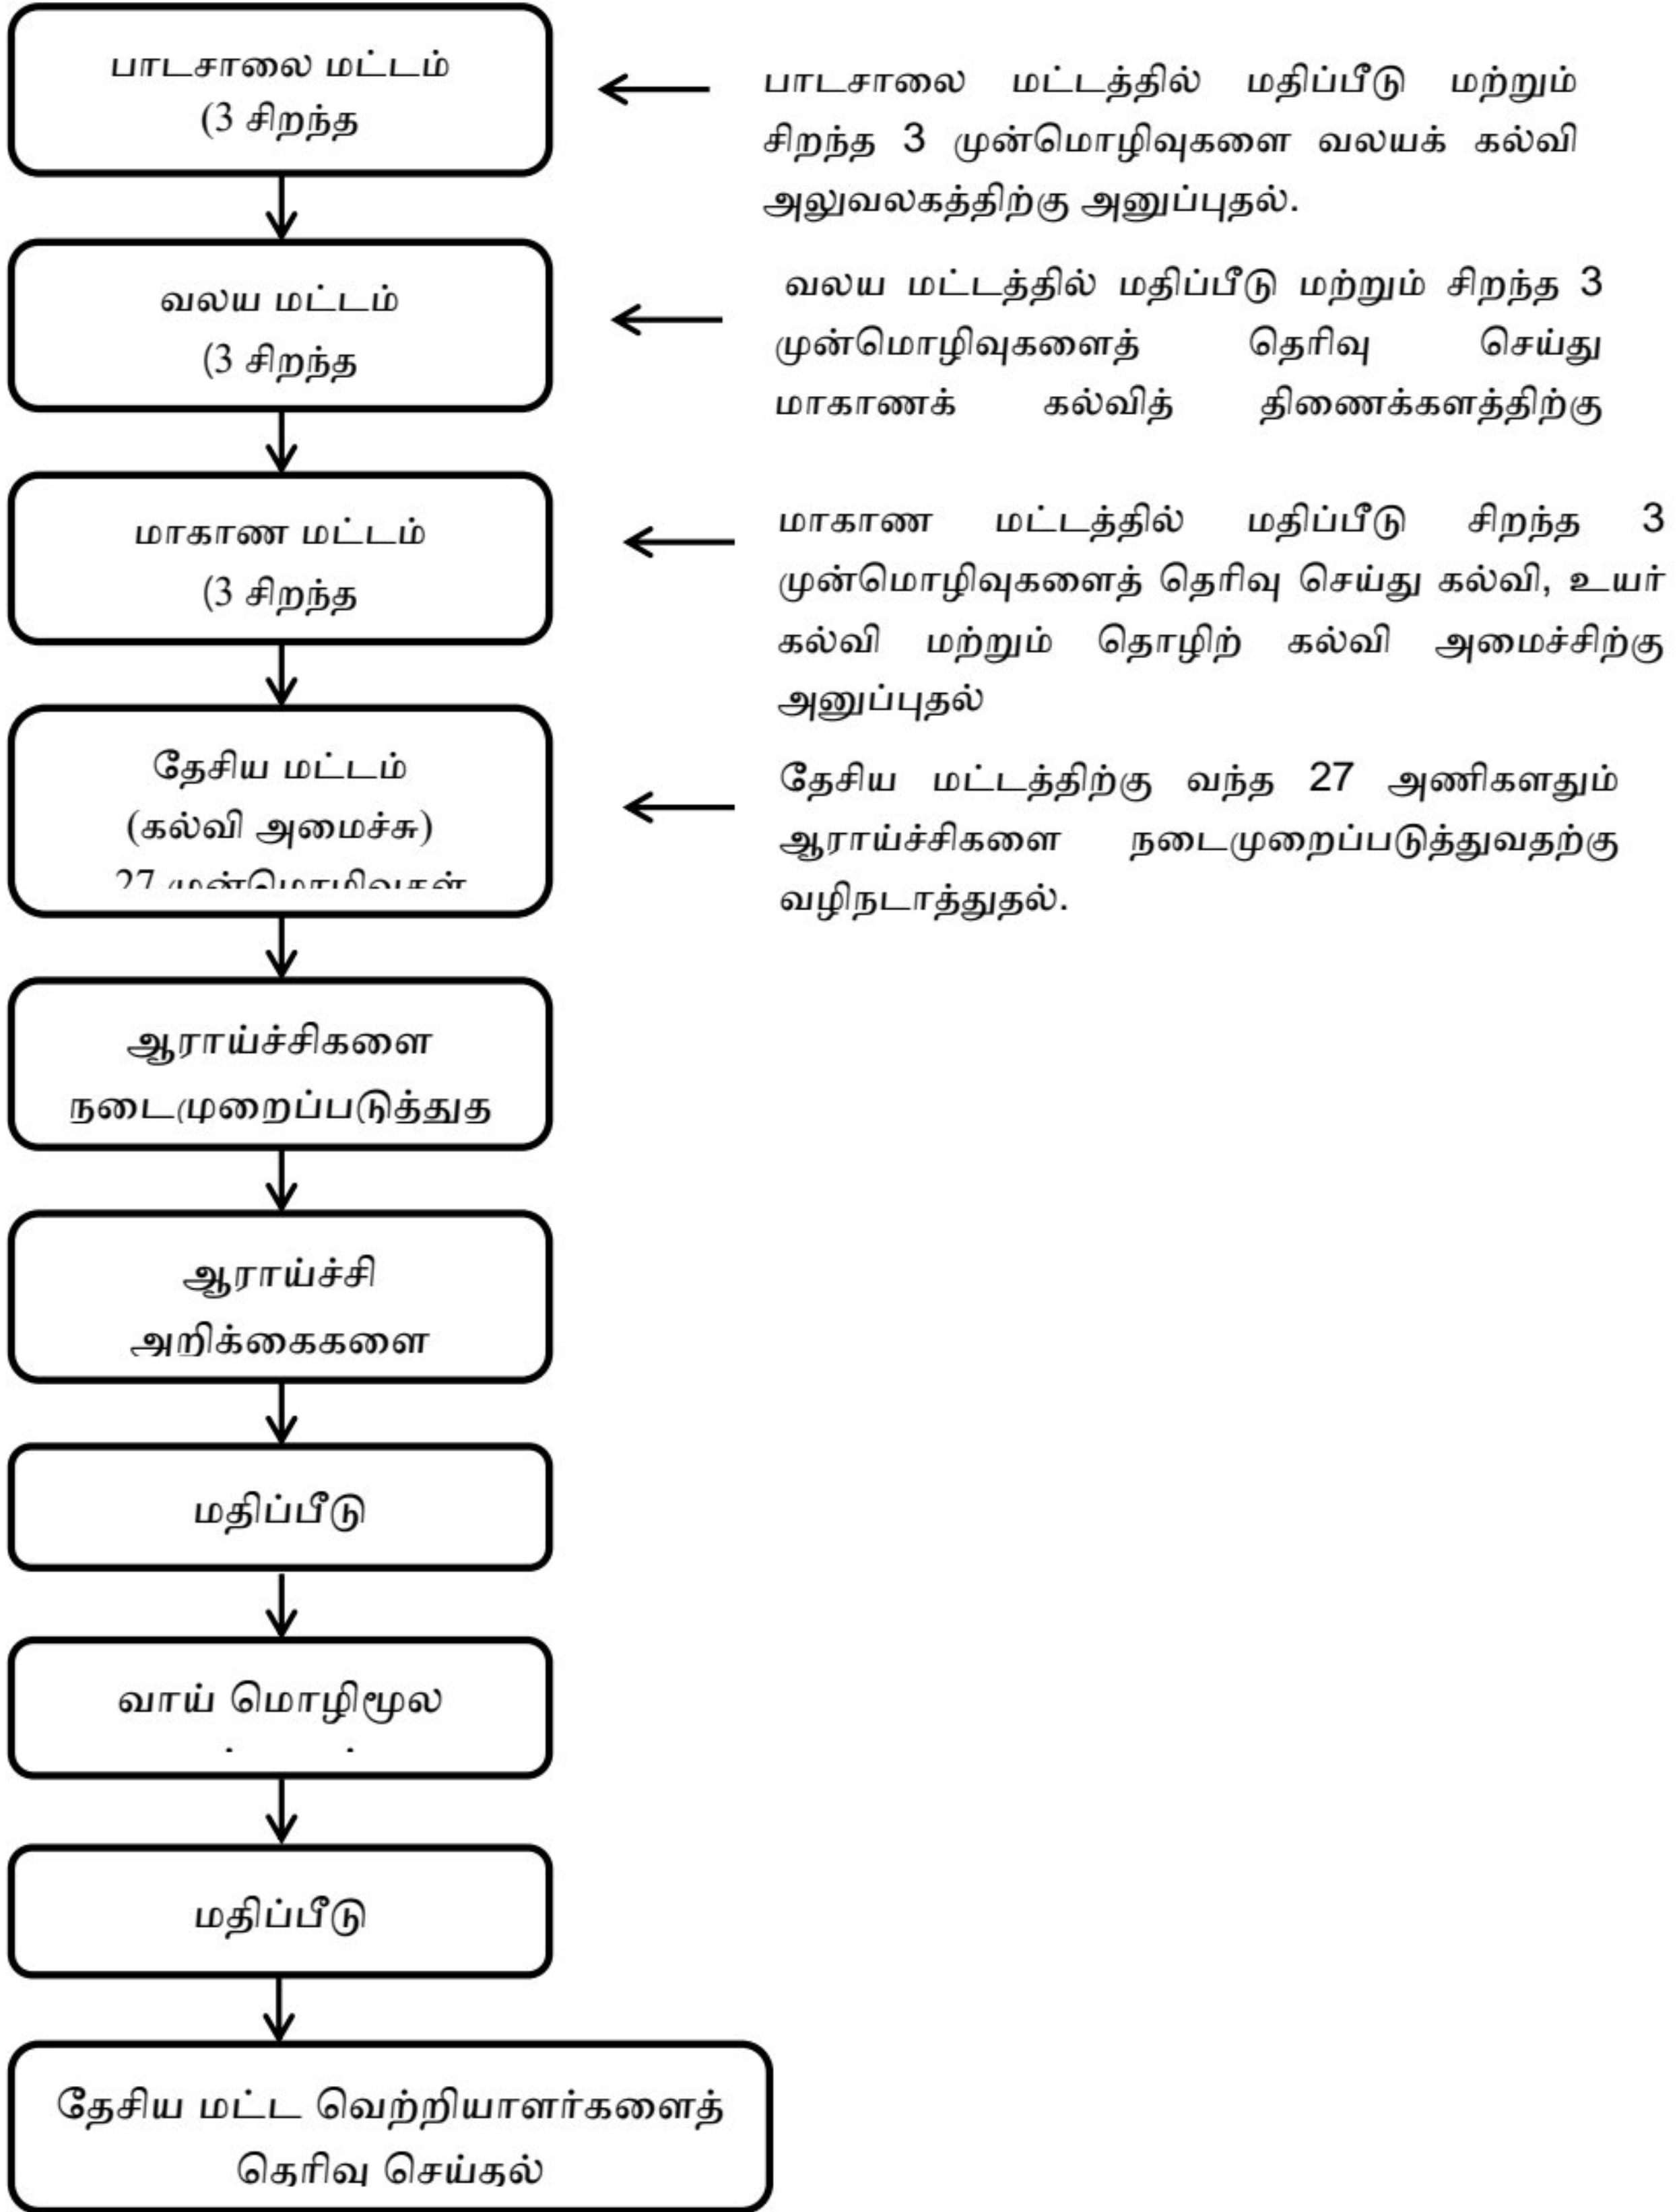 பாடசாலை மட்டம்
(3 சிறந்த
பாடசாலை மட்டத்தில் மதிப்பீடு மற்றும்
சிறந்த 3 முன்மொழிவுகளை வலயக் கல்வி
அலுவலகத்திற்கு அனுப்புதல்.
வலய மட்டம்
(3 சிறந்த
வலய மட்டத்தில் மதிப்பீடு மற்றும் சிறந்த 3
முன்மொழிவுகளைத் தெரிவு செய்து
மாகாணக் கல்வித் திணைக்களத்திற்கு
மாகாண மட்டம்
(3 சிறந்த
மாகாண மட்டத்தில் மதிப்பீடு சிறந்த 3
முன்மொழிவுகளைத் தெரிவு செய்து கல்வி, உயர்
கல்வி மற்றும் தொழிற் கல்வி அமைச்சிற்கு
அனுப்புதல்
தேசிய மட்டம்
(கல்வி அமைச்சு)
27 முன்மொழிவுகள்
தேசிய மட்டத்திற்கு வந்த 27 அணிகளதும்
ஆராய்ச்சிகளை நடைமுறைப்படுத்துவதற்கு
வழிநடாத்துதல்.
ஆராய்ச்சிகளை
நடைமுறைப்படுத்துத
ஆராய்ச்சி
அறிக்கைகளை
மதிப்பீடு
வாய் மொழிமூல
மதிப்பீடு
தேசிய மட்ட வெற்றியாளர்களைத்
தெரிவு செய்தல்